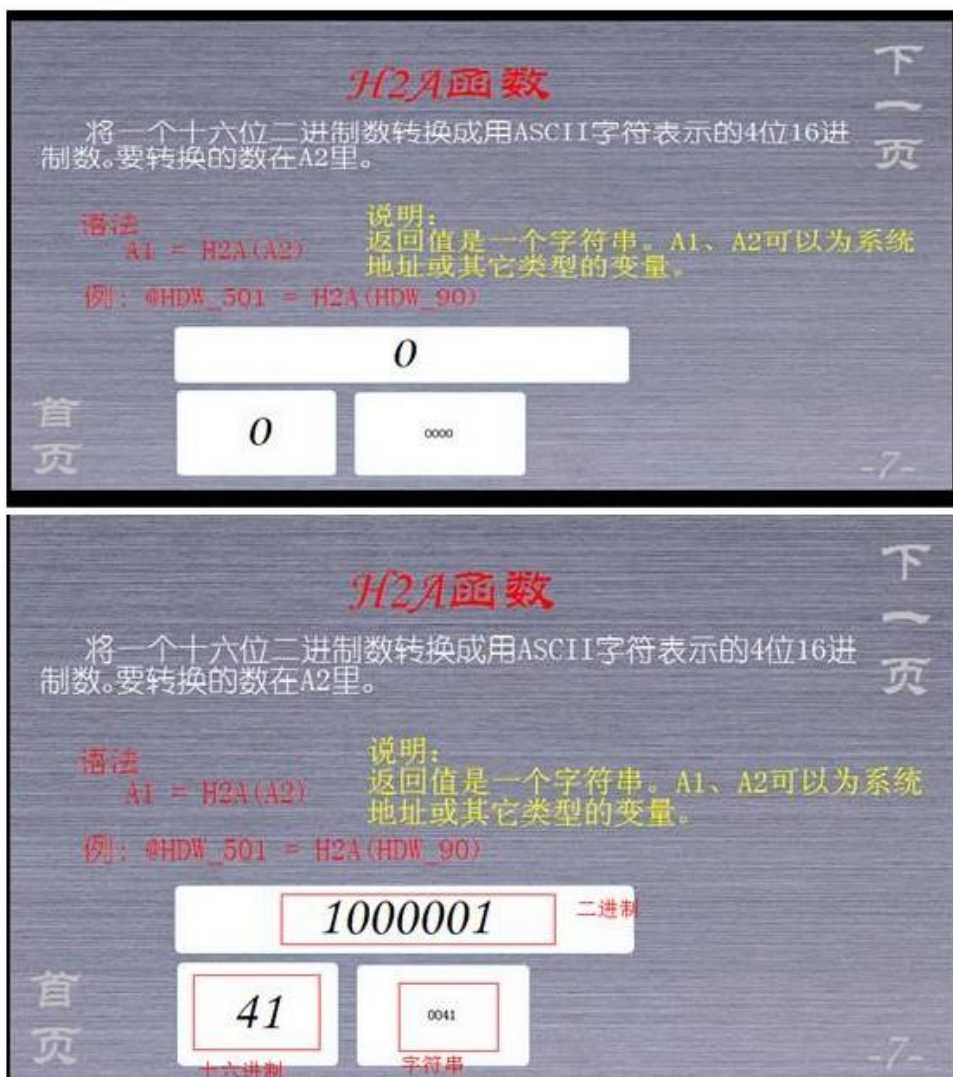 H2A函数
下一页
将一个十六位二进制数转换成用ASCII字符表示的4位16进
制数。要转换的数在A2里。
语法
A1 = H2A(A2)
说明:
返回值是一个字符串。A1、A2可以为系统
地址或其它类型的变量。
例: @HDW_501 = H2A(HDW_90)
0
0
0000
首页
-7-
H2A函数
下一页
将一个十六位二进制数转换成用ASCII字符表示的4位16进
制数。要转换的数在A2里。
语法
A1 = H2A(A2)
说明:
返回值是一个字符串。A1、A2可以为系统
地址或其它类型的变量。
例: @HDW_501 = H2A(HDW_90)
1000001
二进制
41
0041
十六进制
字符串
首页
-7-